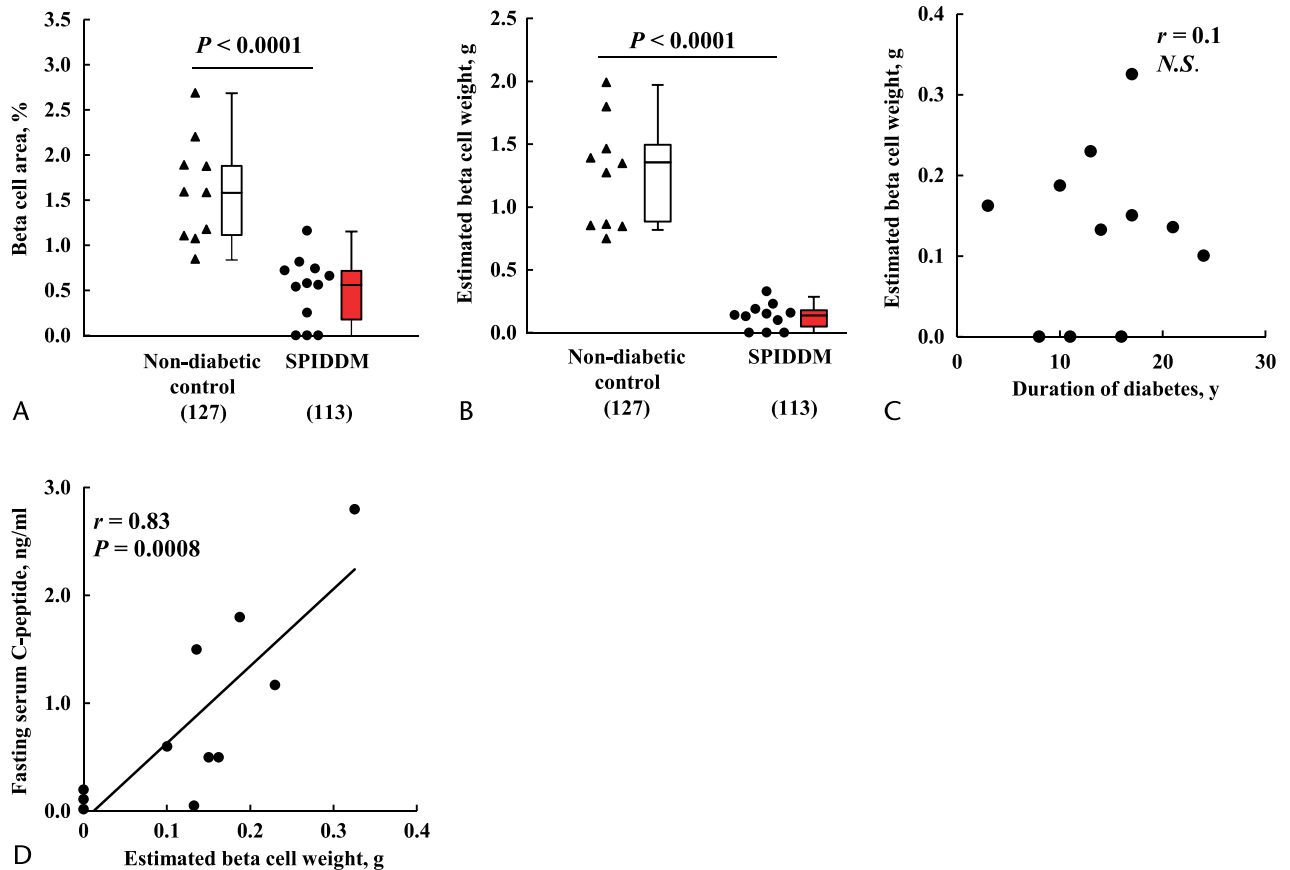 3.5
3.0
2.5
2.0
1.5
1.0
0.5
0.0
Beta cell area, %
P < 0.0001
Non-diabetic
control
(127)
SPIDDM
(113)
A
2.5
2.0
1.5
1.0
0.5
0.0
Estimated beta cell weight, g
P < 0.0001
Non-diabetic
control
(127)
SPIDDM
(113)
B
0.4
0.3
0.2
0.1
0.0
Estimated beta cell weight, g
r = 0.1
N.S.
0 10 20 30
Duration of diabetes, y
C
3.0
2.0
1.0
0.0
Fasting serum C-peptide, ng/ml
r = 0.83
P = 0.0008
0 0.1 0.2 0.3 0.4
Estimated beta cell weight, g
D